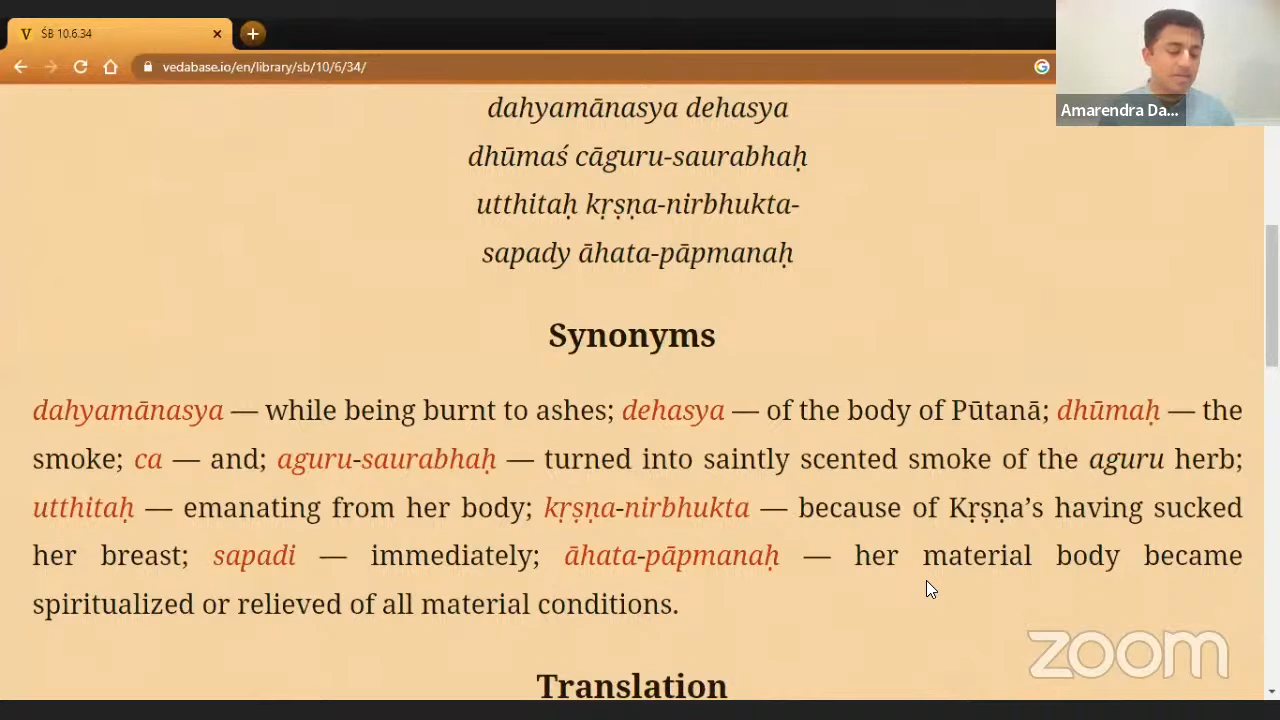 V ŚB 10.6.34
vedabase.io/en/library/sb/10/6/34/
Amarendra Da...
dahyamānasya dehasya
dhūmaś cāguru-saurabhaḥ
utthitaḥ kṛṣṇa-nirbhukta-
sapady āhata-pāpmanaḥ
Synonyms
dahyamānasya — while being burnt to ashes; dehasya — of the body of Pūtanā; dhūmaḥ — the
smoke; ca — and; aguru-saurabhaḥ — turned into saintly scented smoke of the aguru herb;
utthitaḥ — emanating from her body; kṛṣṇa-nirbhukta — because of Kṛṣṇa’s having sucked
her breast; sapadi — immediately; āhata-pāpmanaḥ — her material body became
spiritualized or relieved of all material conditions.
zoom
Translation